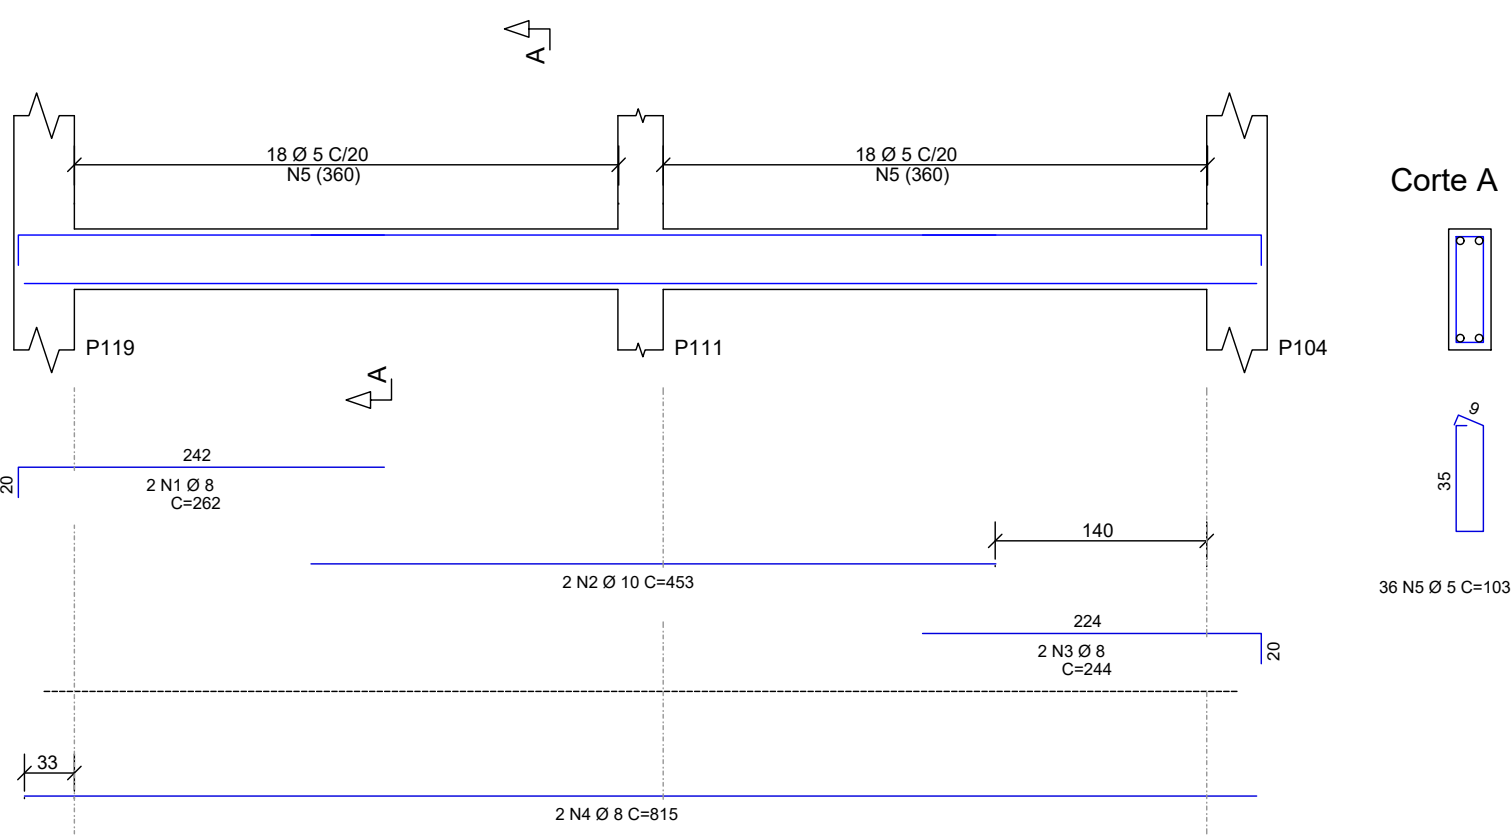 A
18 Ø 5 C/20
N5 (360)
18 Ø 5 C/20
N5 (360)
Corte A
P119
P111
P104
A
9
35
36 N5 Ø 5 C=103
242
20
2 N1 Ø 8
C=262
140
2 N2 Ø 10 C=453
224
20
2 N3 Ø 8
C=244
33
2 N4 Ø 8 C=815